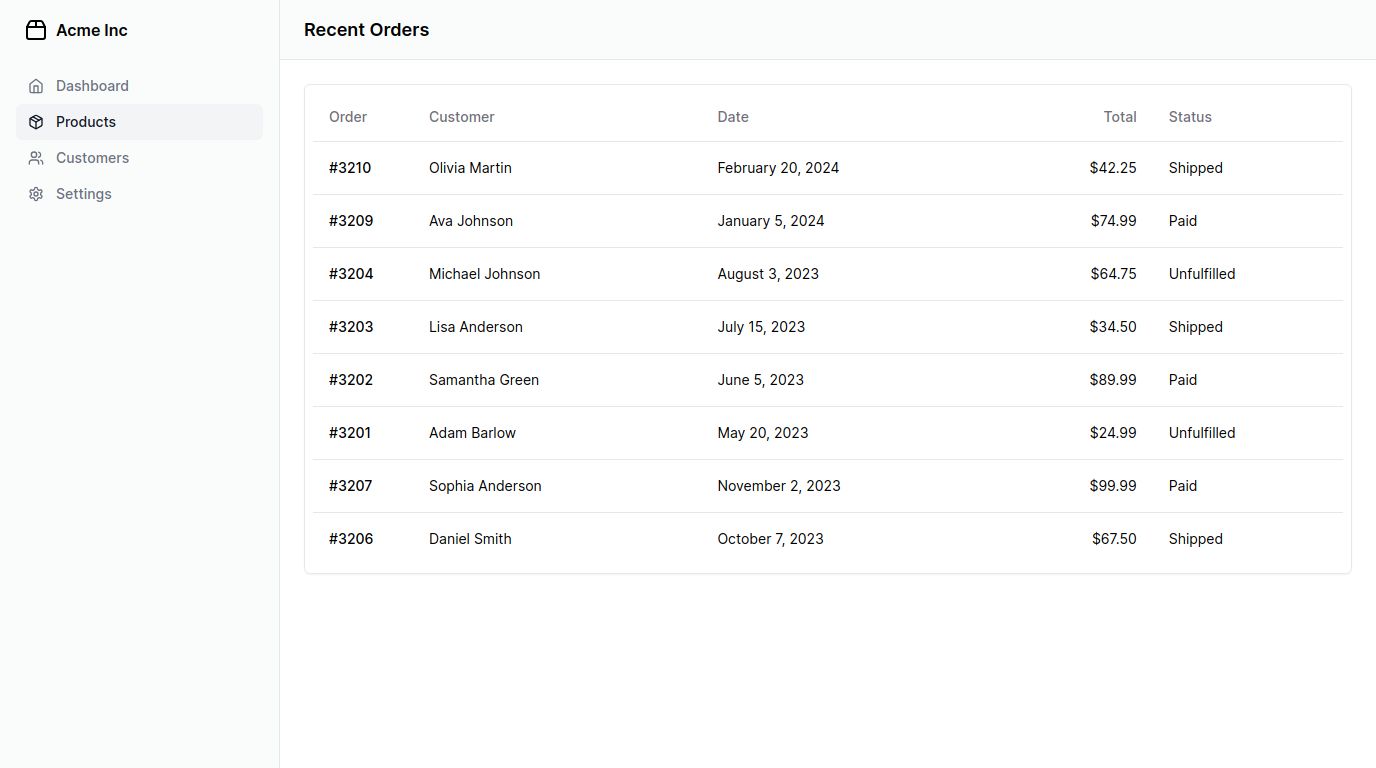 Acme Inc
Recent Orders
Dashboard
Products
Customers
Settings
Order Customer Date Total Status
#3210 Olivia Martin February 20, 2024 $42.25 Shipped
#3209 Ava Johnson January 5, 2024 $74.99 Paid
#3204 Michael Johnson August 3, 2023 $64.75 Unfulfilled
#3203 Lisa Anderson July 15, 2023 $34.50 Shipped
#3202 Samantha Green June 5, 2023 $89.99 Paid
#3201 Adam Barlow May 20, 2023 $24.99 Unfulfilled
#3207 Sophia Anderson November 2, 2023 $99.99 Paid
#3206 Daniel Smith October 7, 2023 $67.50 Shipped